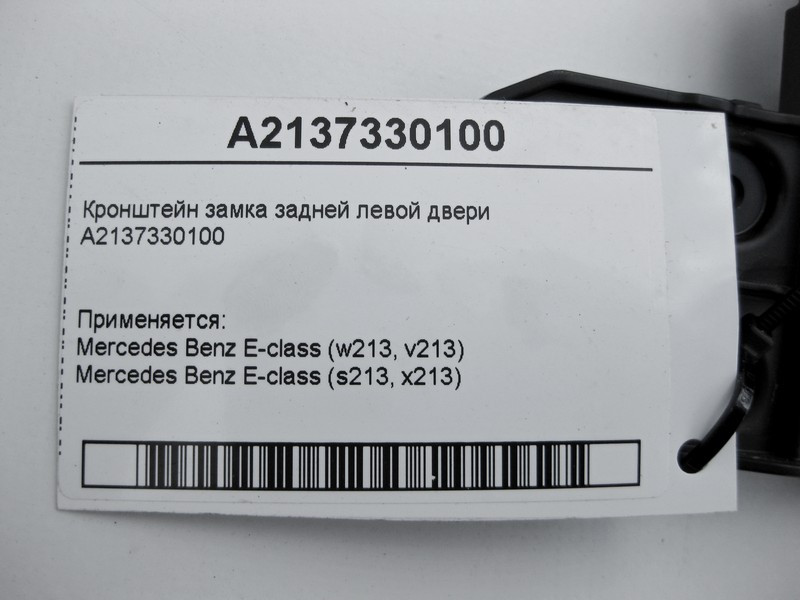 A2137330100
Кронштейн замка задней левой двери
A2137330100
Применяется:
Mercedes Benz E-class (w213, v213)
Mercedes Benz E-class (s213, x213)